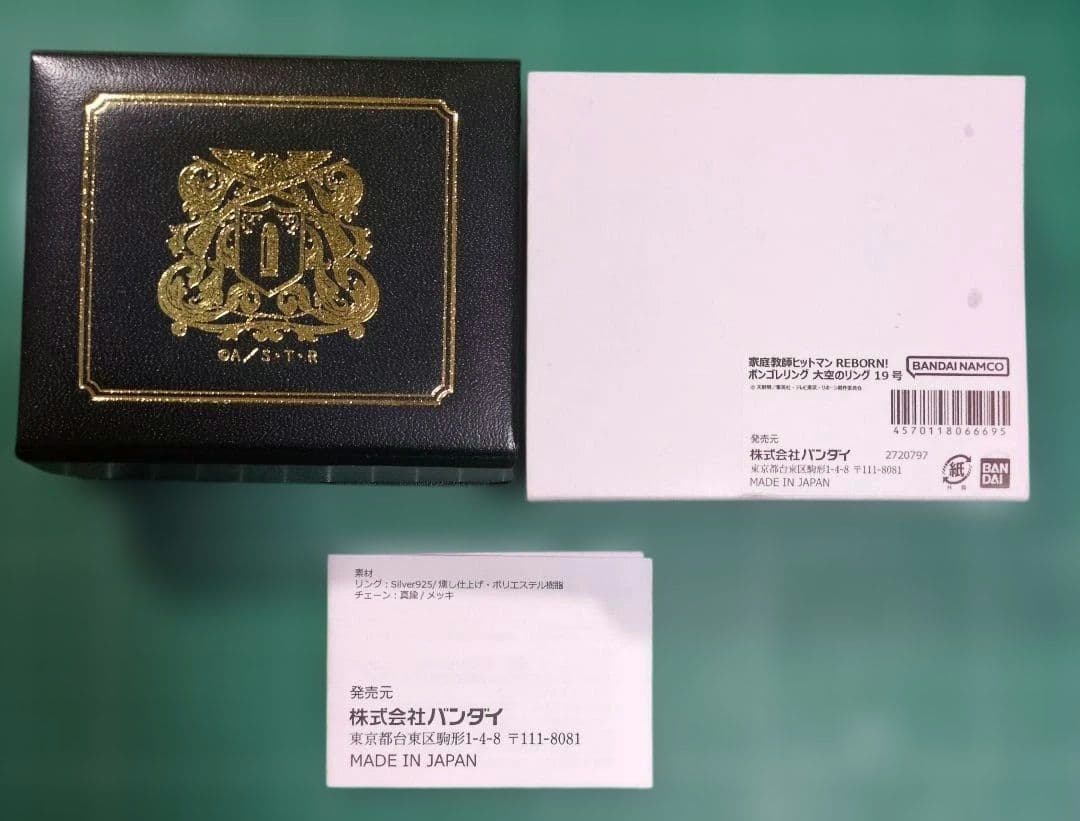 ©A/S・T・R
家庭教師ヒットマン REBORN!
ボンゴレリング 大空のリング 19 号
BANDAI NAMCO
© 天野明/集英社・テレビ東京・リボーン製作委員会
4570118066695
発売元
株式会社バンダイ
2720797
東京都台東区駒形1-4-8 〒111-8081
MADE IN JAPAN
紙
BAN
DAI
素材
リング:Silver925/ 燻し仕上げ・ポリエステル樹脂
チェーン:真鍮 / メッキ
発売元
株式会社バンダイ
東京都台東区駒形1-4-8 〒111-8081
MADE IN JAPAN